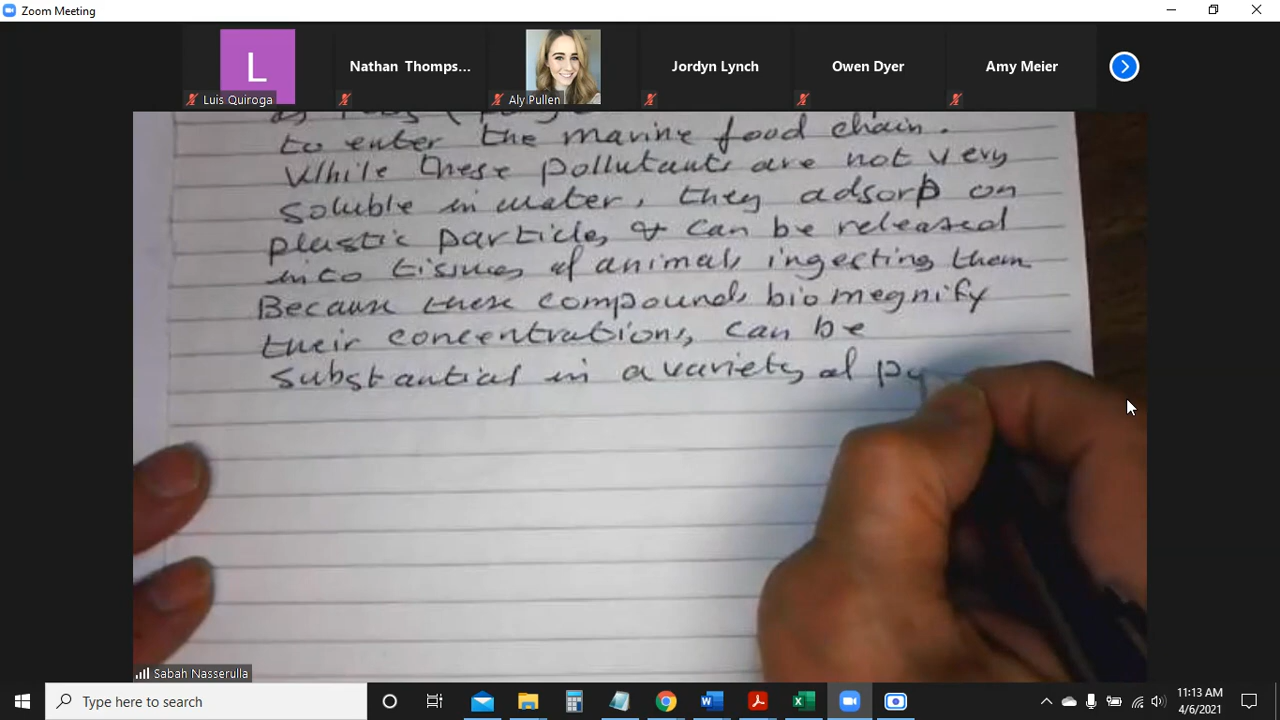 Zoom Meeting
L
Luis Quiroga
Nathan Thomps...
Aly Pullen
Jordyn Lynch
Owen Dyer
Amy Meier
to enter the marine food chain.
While these pollutants are not very
soluble in water, they adsorb on
plastic particles & can be released
into tissues of animals ingesting them
Because these compounds biomegnify
their concentrations, can be
substantial in a variety of py
Sabah Nasserulla
Type here to search
11:13 AM
4/6/2021